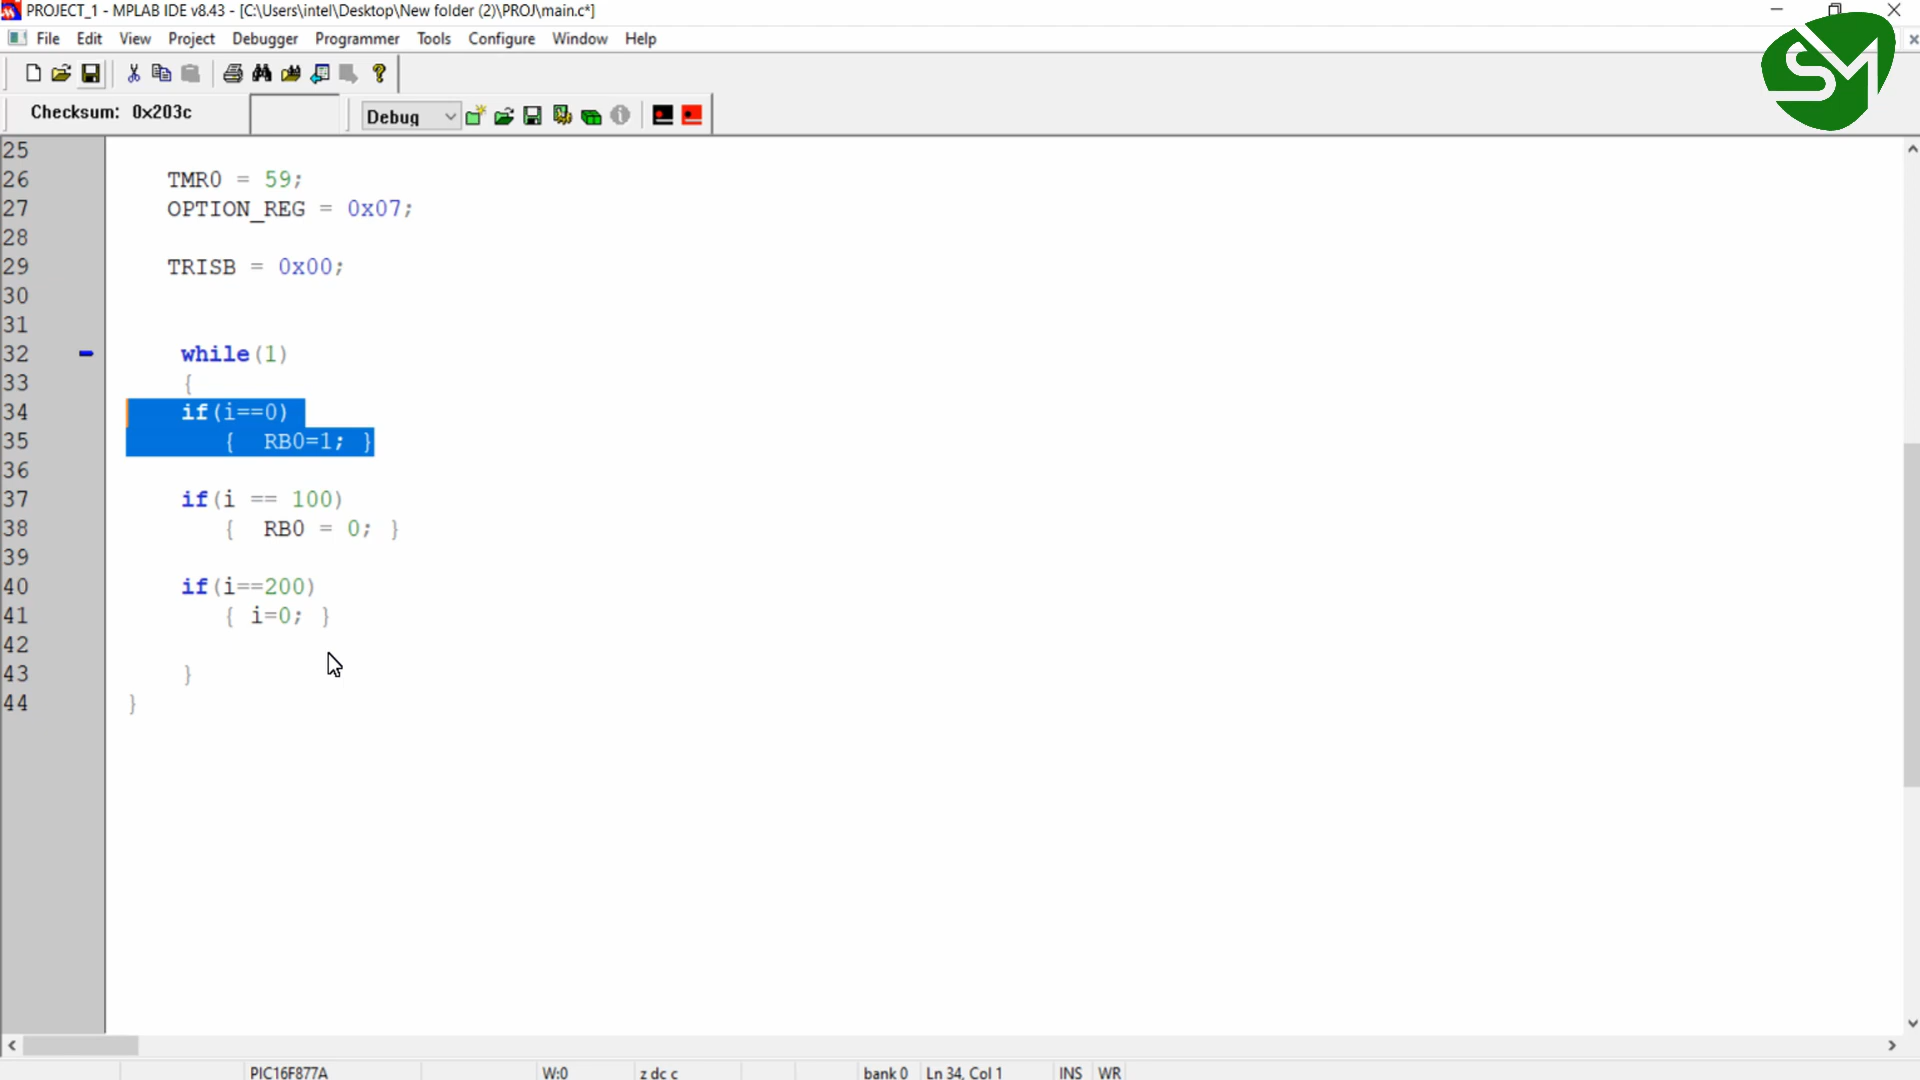 PROJECT_1 - MPLAB IDE v8.43 - [C:\Users\intel\Desktop\New folder (2)\PROJ\main.c*]
File Edit View Project Debugger Programmer Tools Configure Window Help
SM
Checksum: 0x203c
Debug
25
26 TMR0 = 59;
27 OPTION_REG = 0x07;
28
29 TRISB = 0x00;
30
31
32 while(1)
33 {
34 if(i==0)
35 { RB0=1; }
36
37 if(i == 100)
38 { RB0 = 0; }
39
40 if(i==200)
41 { i=0; }
42
43 }
44 }
PIC16F877A W:0 z dc c bank 0 Ln 34, Col 1 INS WR